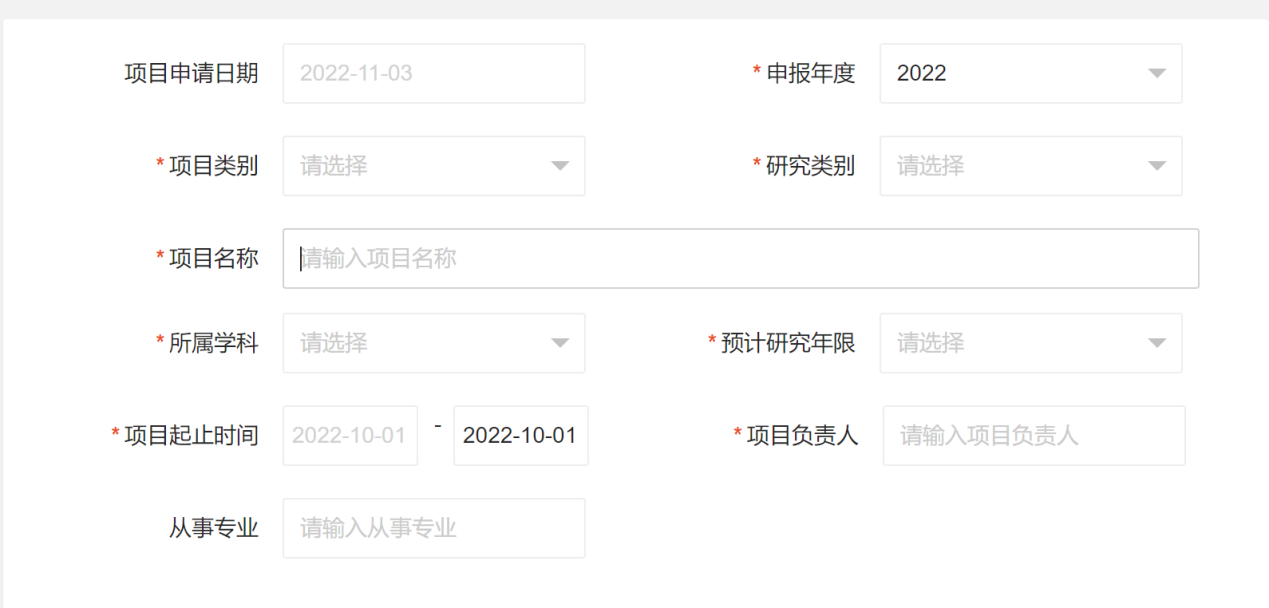 项目申请日期 2022-11-03 * 申报年度 2022
* 项目类别 请选择 * 研究类别 请选择
* 项目名称 请输入项目名称
* 所属学科 请选择 * 预计研究年限 请选择
* 项目起止时间 2022-10-01 - 2022-10-01 * 项目负责人 请输入项目负责人
从事专业 请输入从事专业